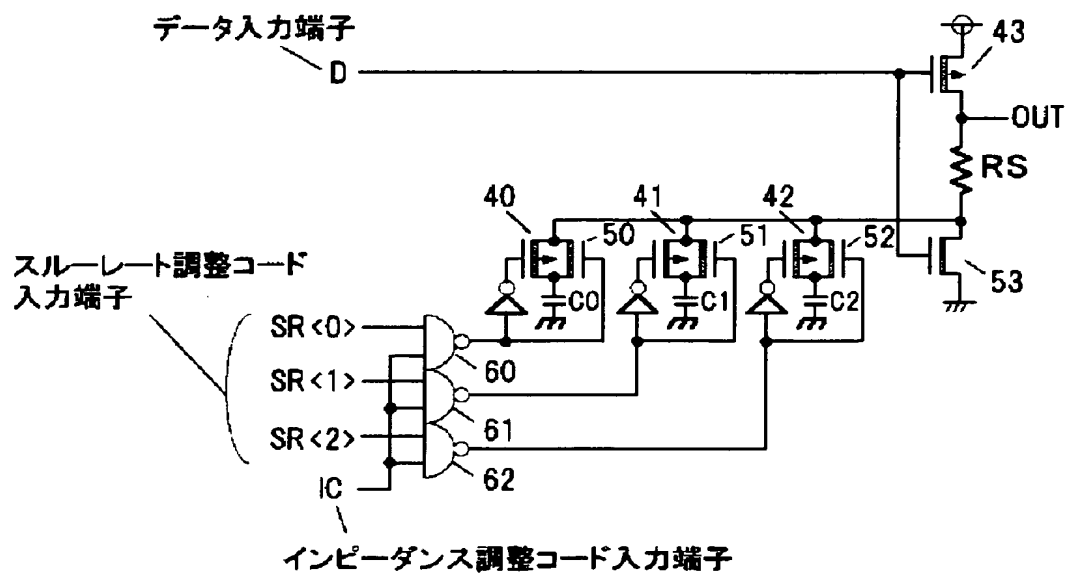 データ入力端子
D
43
OUT
RS
40
50
41
51
42
52
53
C0
C1
C2
スルーレート調整コード
入力端子
SR<0>
60
SR<1>
61
SR<2>
62
IC
インピーダンス調整コード入力端子